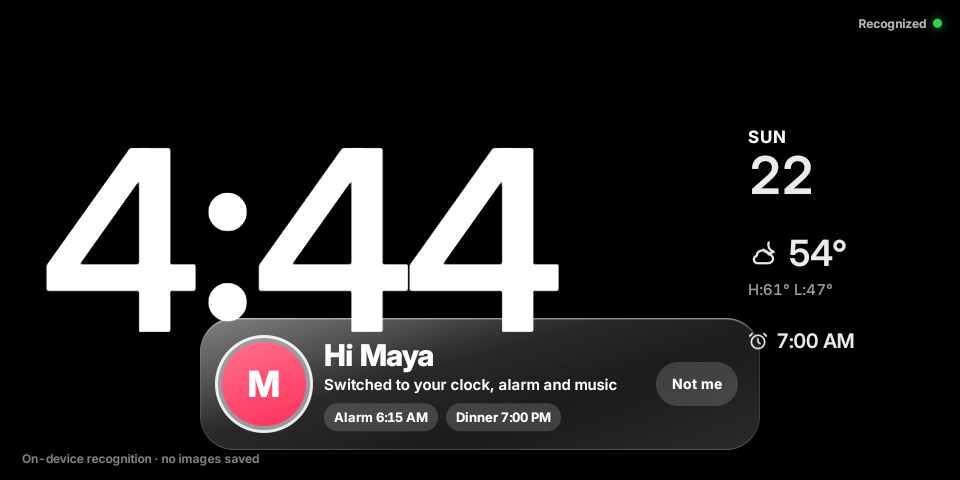 Recognized
4:44
SUN
22
54°
H:61° L:47°
7:00 AM
M
Hi Maya
Switched to your clock, alarm and music
Alarm 6:15 AM
Dinner 7:00 PM
Not me
On-device recognition · no images saved